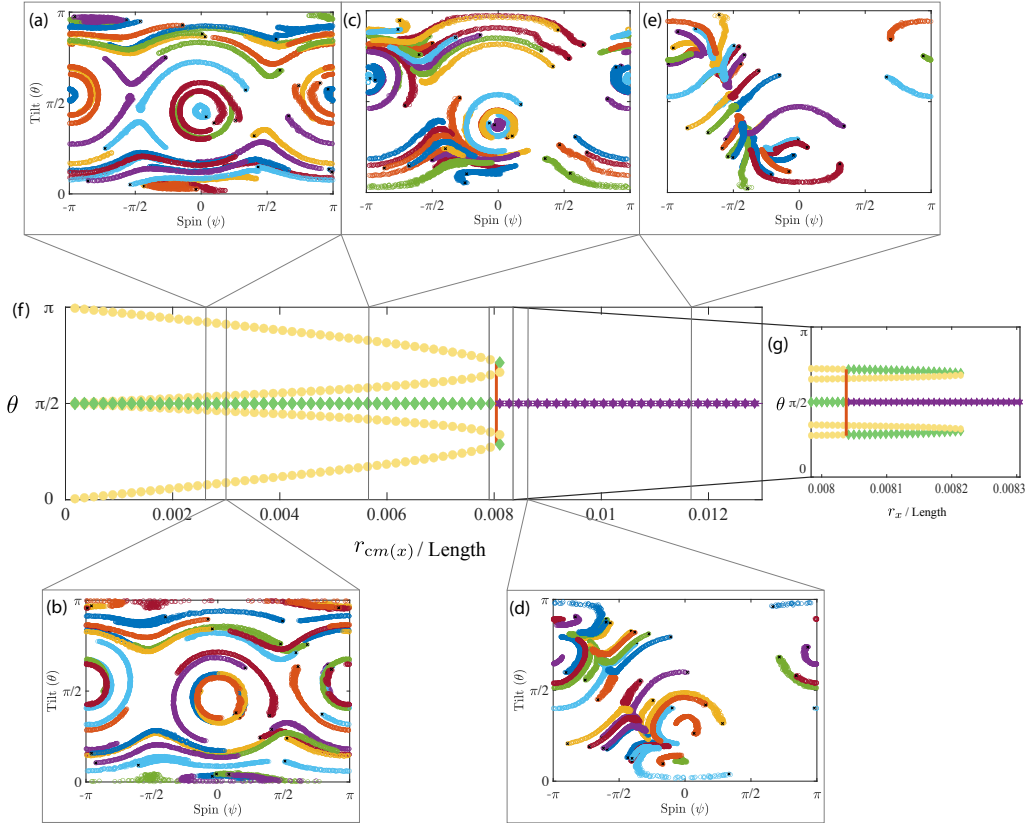 (a)
π
Tilt (θ)
π/2
0
-π
-π/2
0
π/2
π
Spin (ψ)
(c)
-π
-π/2
0
π/2
π
Spin (ψ)
(e)
-π
-π/2
0
π/2
π
Spin (ψ)
(f)
π
θ
π/2
0
0
0.002
0.004
0.006
0.008
0.01
0.012
r_cm(x) / Length
(g)
π
θ
π/2
0
0.008
0.0081
0.0082
0.0083
r_x / Length
(b)
π
Tilt (θ)
π/2
0
-π
-π/2
0
π/2
π
Spin (ψ)
(d)
π
Tilt (θ)
π/2
0
-π
-π/2
0
π/2
π
Spin (ψ)